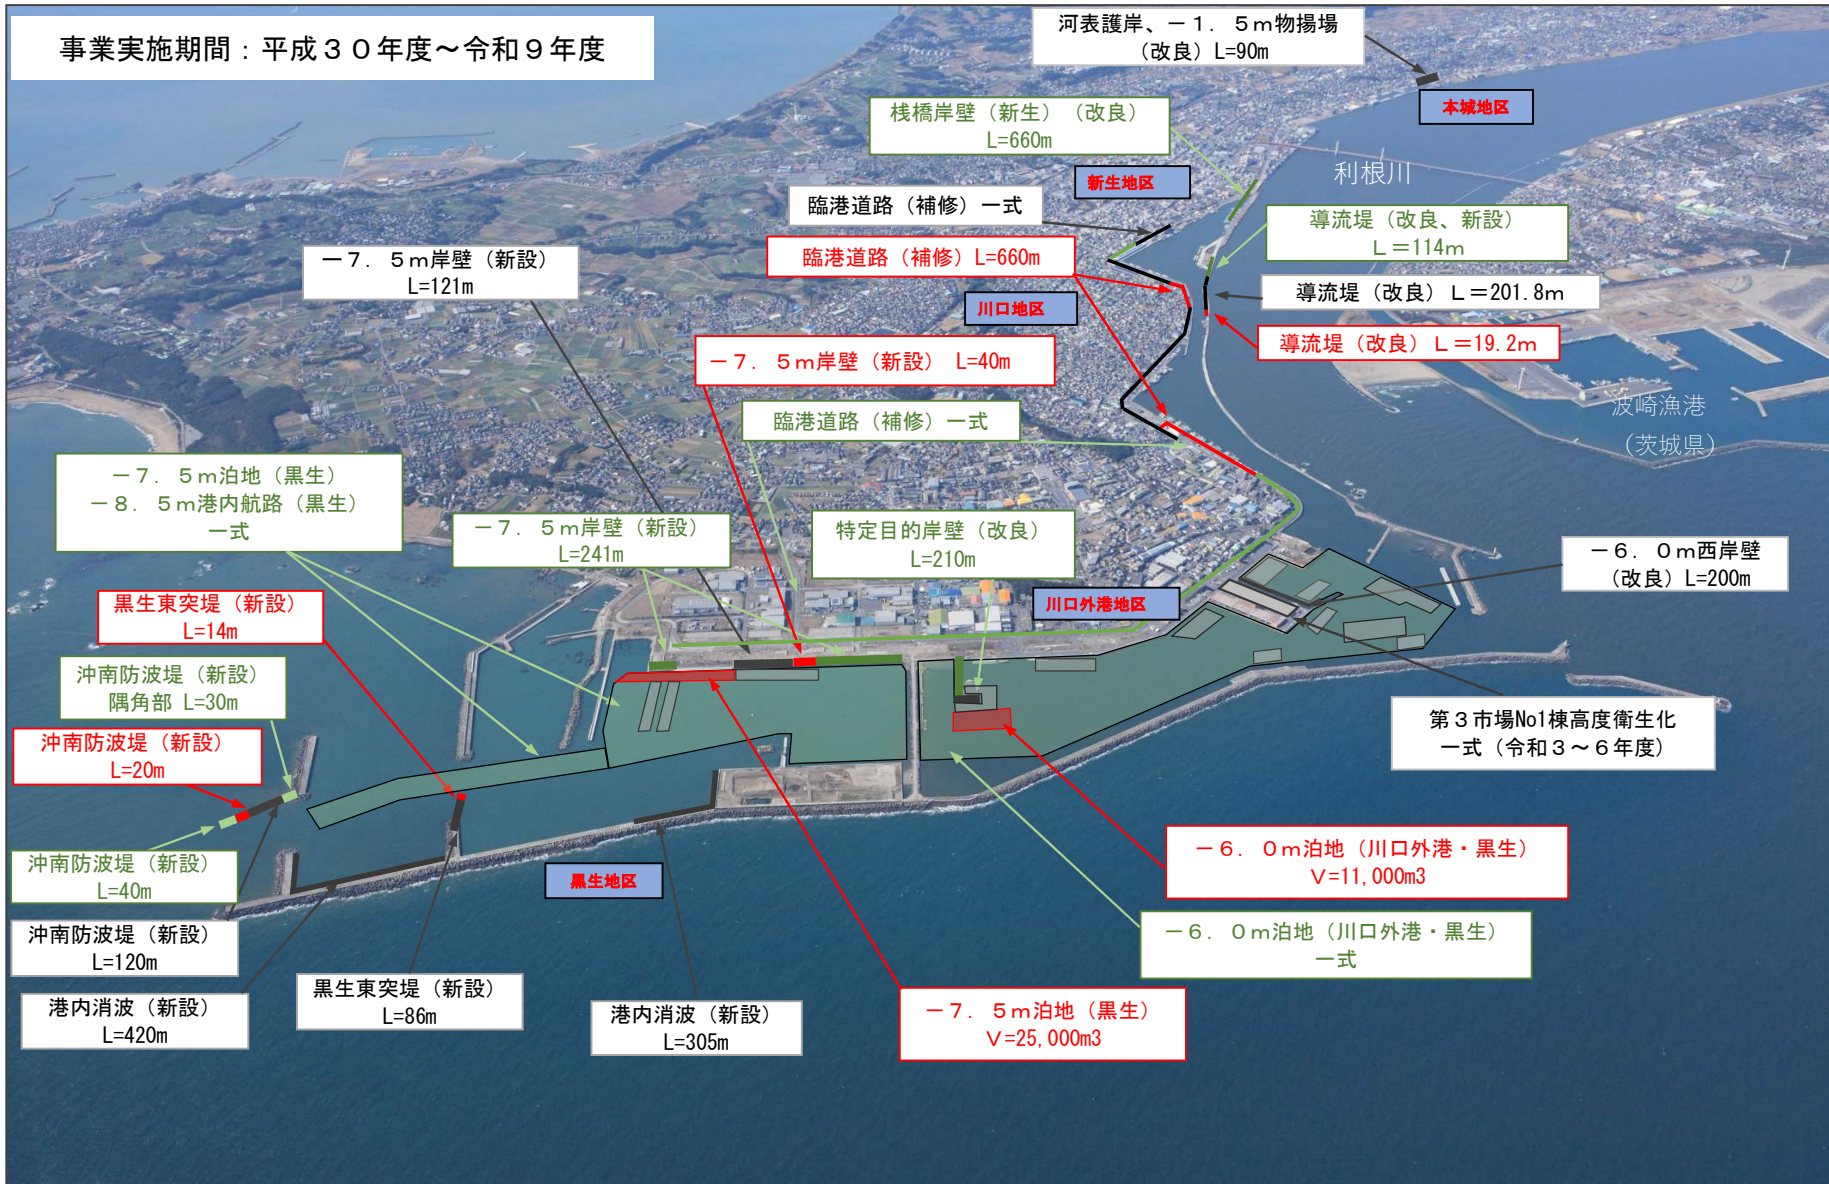 事業実施期間：平成３０年度～令和９年度
河表護岸、－１．５ｍ物揚場
（改良）L=90m
本城地区
桟橋岸壁（新生）（改良）
L=660m
利根川
新生地区
臨港道路（補修）一式
導流堤（改良、新設）
Ｌ＝114ｍ
－７．５ｍ岸壁（新設）
L=121m
臨港道路（補修）L=660m
導流堤（改良）Ｌ＝201.8ｍ
川口地区
導流堤（改良）Ｌ＝19.2ｍ
－７．５ｍ岸壁（新設） L=40m
波崎漁港
（茨城県）
臨港道路（補修）一式
－７．５ｍ泊地（黒生）
－８．５ｍ港内航路（黒生）
一式
－７．５ｍ岸壁（新設）
L=241m
特定目的岸壁（改良）
L=210m
－６．０ｍ西岸壁
（改良）L=200m
川口外港地区
黒生東突堤（新設）
L=14m
沖南防波堤（新設）
隅角部 L=30m
沖南防波堤（新設）
L=20m
第３市場No1棟高度衛生化
一式（令和３～６年度）
沖南防波堤（新設）
L=40m
黒生地区
－６．０ｍ泊地（川口外港・黒生）
Ｖ=11,000m3
沖南防波堤（新設）
L=120m
－６．０ｍ泊地（川口外港・黒生）
一式
港内消波（新設）
L=420m
黒生東突堤（新設）
L=86m
港内消波（新設）
L=305m
－７．５ｍ泊地（黒生）
Ｖ=25,000m3